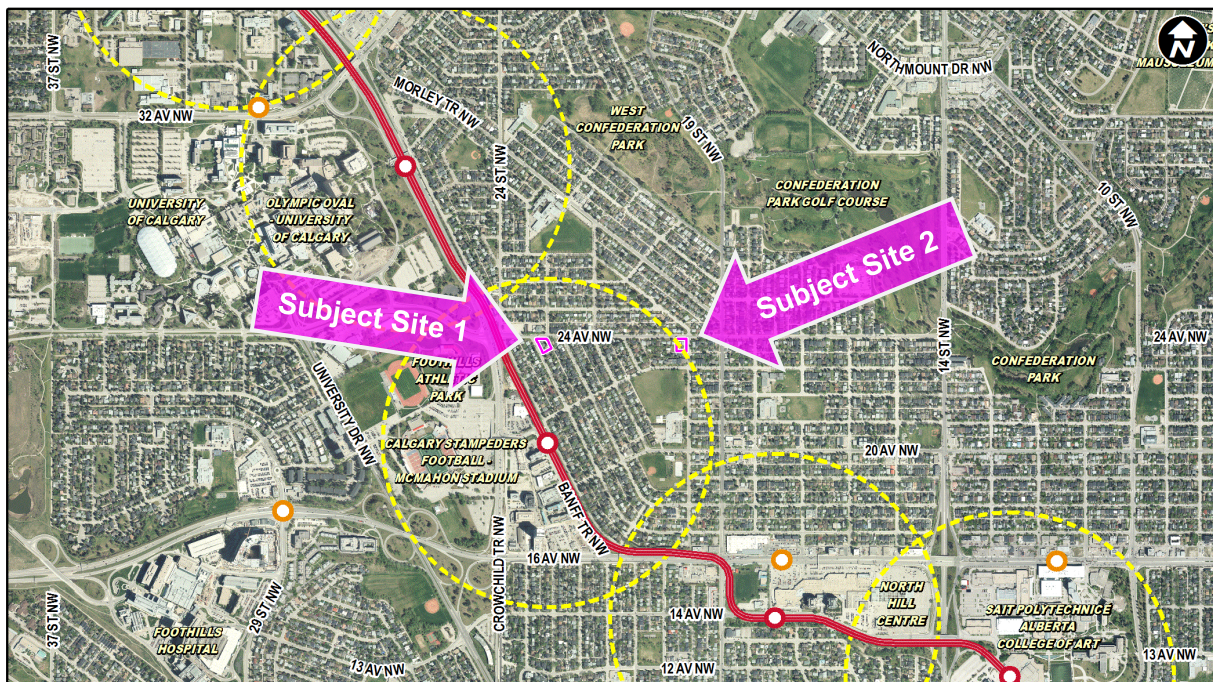 N
37 ST. NW
NORTHMOUNT DR NW
MAUSOLEUM
MORLEY TR NW
32 AV NW
WEST
CONFEDERATION
PARK
19 ST NW
24 ST. NW
CONFEDERATION
PARK GOLF COURSE
10 ST NW
UNIVERSITY
OF CALGARY
OLYMPIC OVAL
-UNIVERSITY
OF CALGARY
Subject Site 1
Subject Site 2
24 AV NW
14 ST NW
24 AV NW
FOOTHILLS
ATHLETIC
PARK
CONFEDERATION
PARK
UNIVERSITY DR NW
CALGARY STAMPEDERS
FOOTBALL -
MCMAHON STADIUM
20 AV NW
BANFF TR NW
CROWCHILD TR NW
16 AV NW
37 ST. NW
29 ST. NW
FOOTHILLS
HOSPITAL
14 AV NW
NORTH
HILL
CENTRE
SAIT POLYTECHNICE
ALBERTA
COLLEGE OF ART
13 AV NW
12 AV NW
13 AV NW